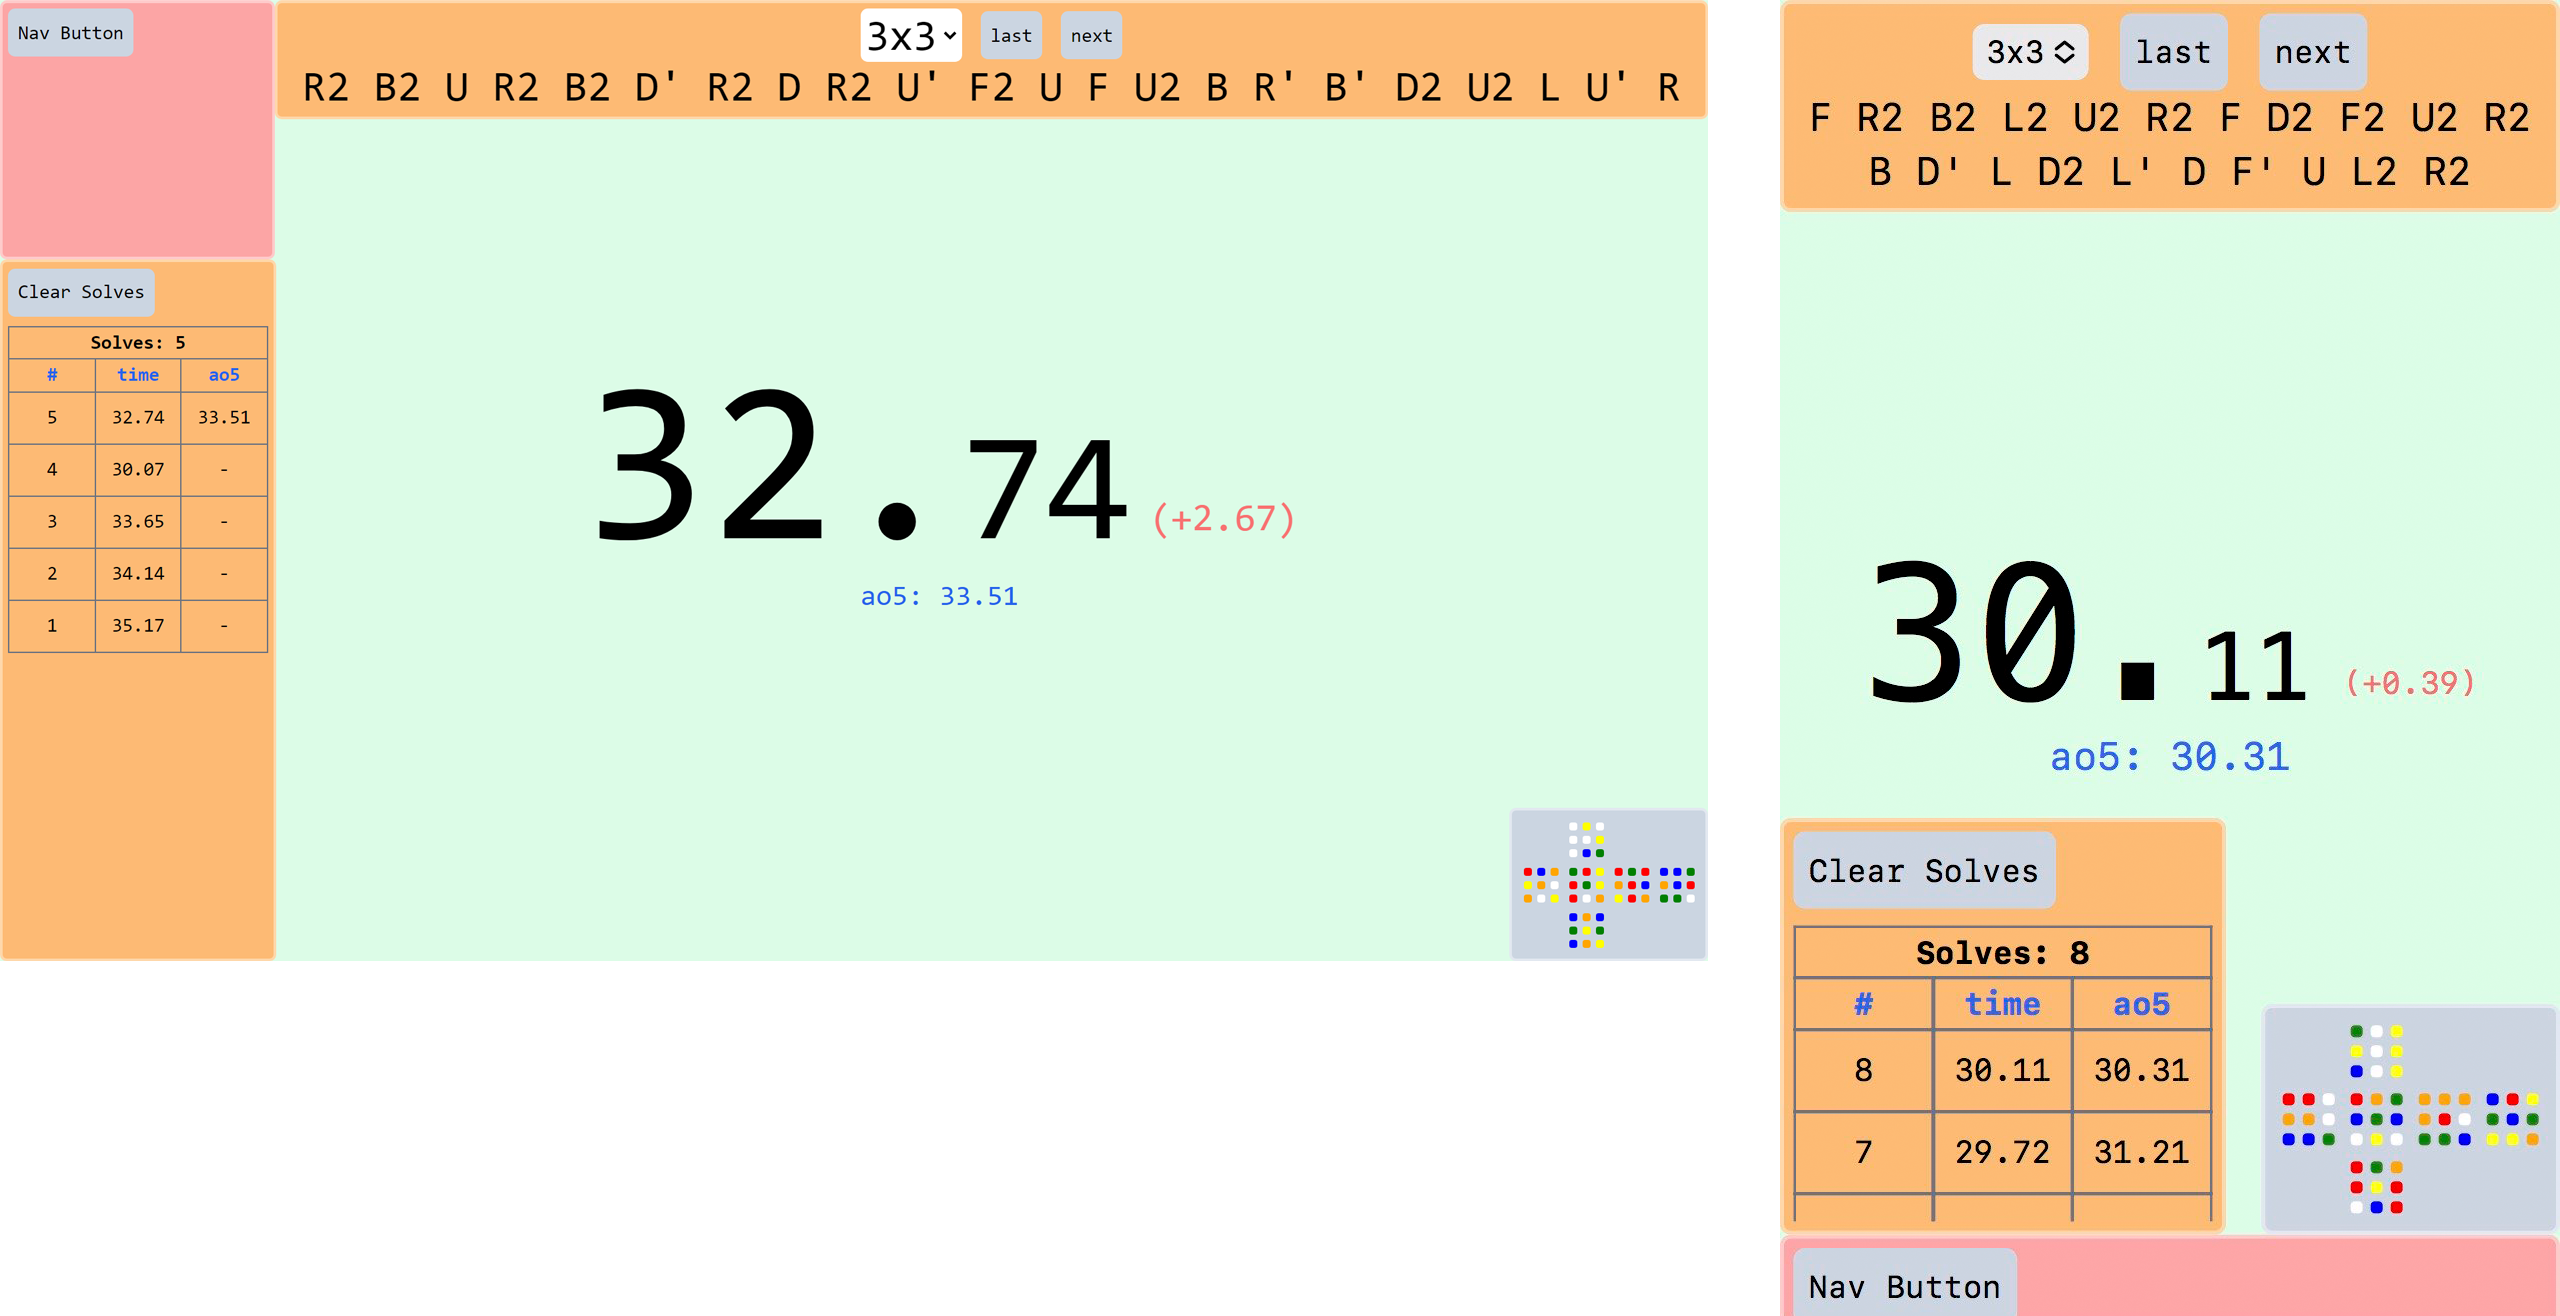 Nav Button
3x3 last next
R2 B2 U R2 B2 D' R2 D R2 U' F2 U F U2 B R' B' D2 U2 L U' R
Clear Solves
Solves: 5
# time ao5
5 32.74 33.51
4 30.07 -
3 33.65 -
2 34.14 -
1 35.17 -
32.74 (+2.67)
ao5: 33.51
3x3 last next
F R2 B2 L2 U2 R2 F D2 F2 U2 R2
B D' L D2 L' D F' U L2 R2
30.11 (+0.39)
ao5: 30.31
Clear Solves
Solves: 8
# time ao5
8 30.11 30.31
7 29.72 31.21
Nav Button